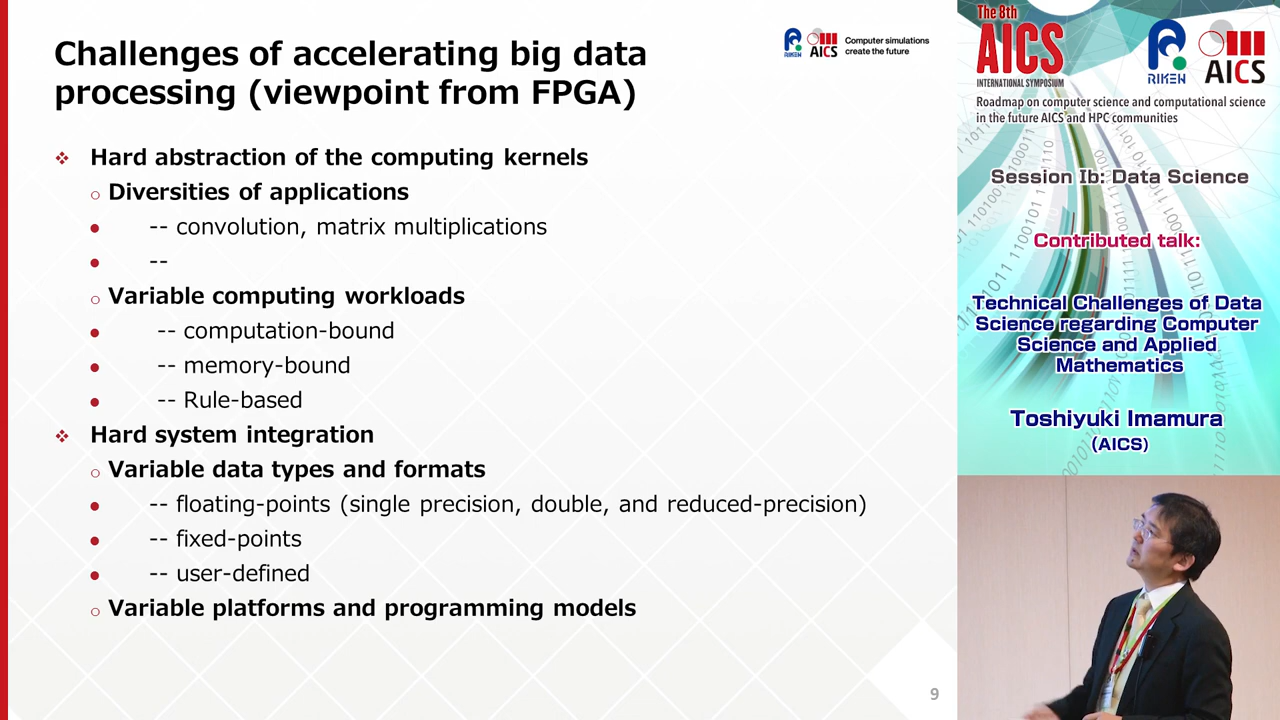 Challenges of accelerating big data
processing (viewpoint from FPGA)
RIKEN
AICS
Computer simulations
create the future
❖ Hard abstraction of the computing kernels
o Diversities of applications
● -- convolution, matrix multiplications
● --
o Variable computing workloads
● -- computation-bound
● -- memory-bound
● -- Rule-based
❖ Hard system integration
o Variable data types and formats
● -- floating-points (single precision, double, and reduced-precision)
● -- fixed-points
● -- user-defined
o Variable platforms and programming models
9
The 8th
AICS
INTERNATIONAL SYMPOSIUM
RIKEN
AICS
Roadmap on computer science and computational science
in the future AICS and HPC communities
Session Ib: Data Science
Contributed talk:
Technical Challenges of Data
Science regarding Computer
Science and Applied
Mathematics
Toshiyuki Imamura
(AICS)